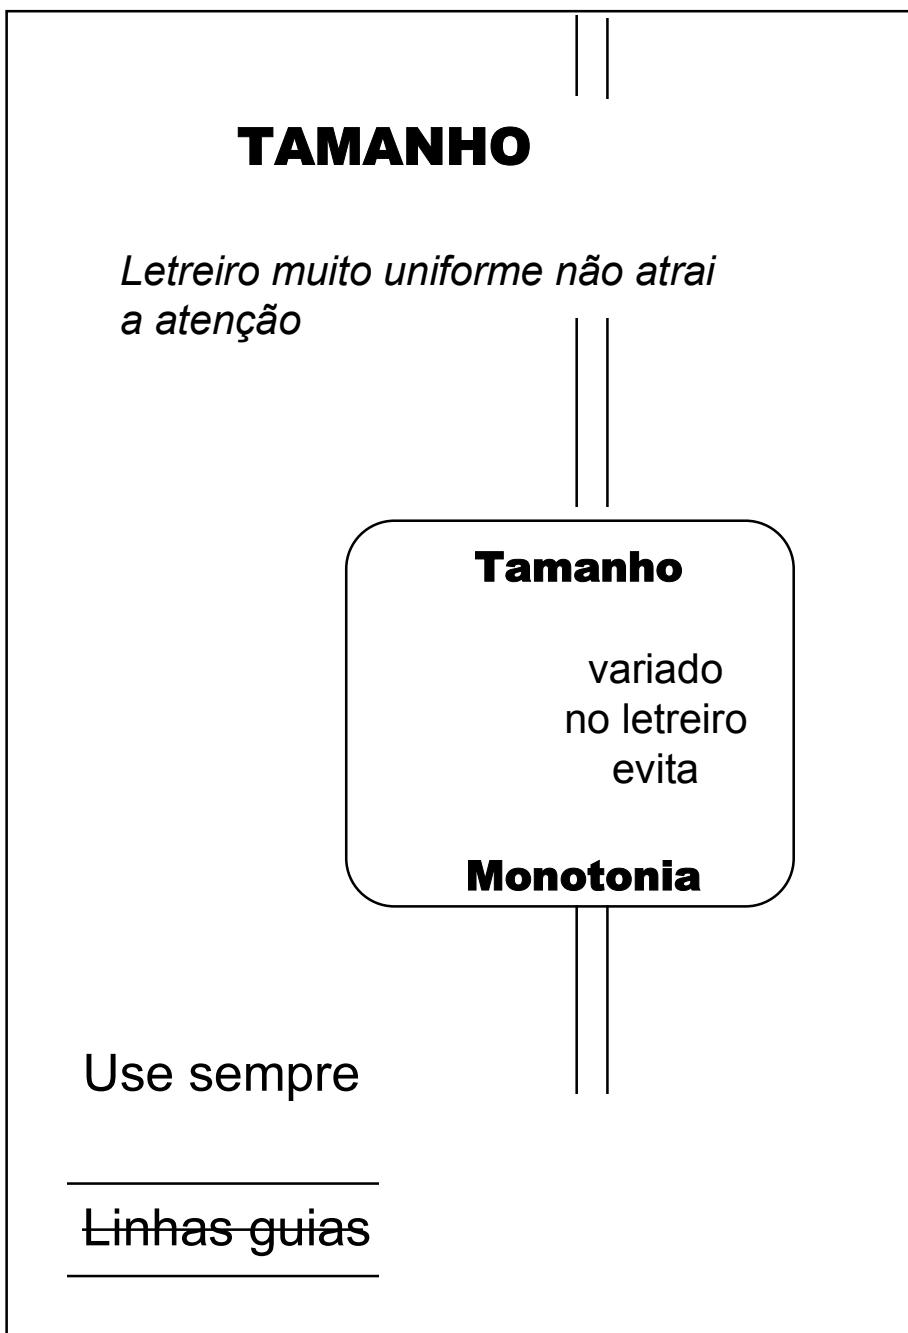 TAMANHO
Letreiro muito uniforme não atrai
a atenção
Tamanho
variado
no letreiro
evita
Monotonia
Use sempre
Linhas guias